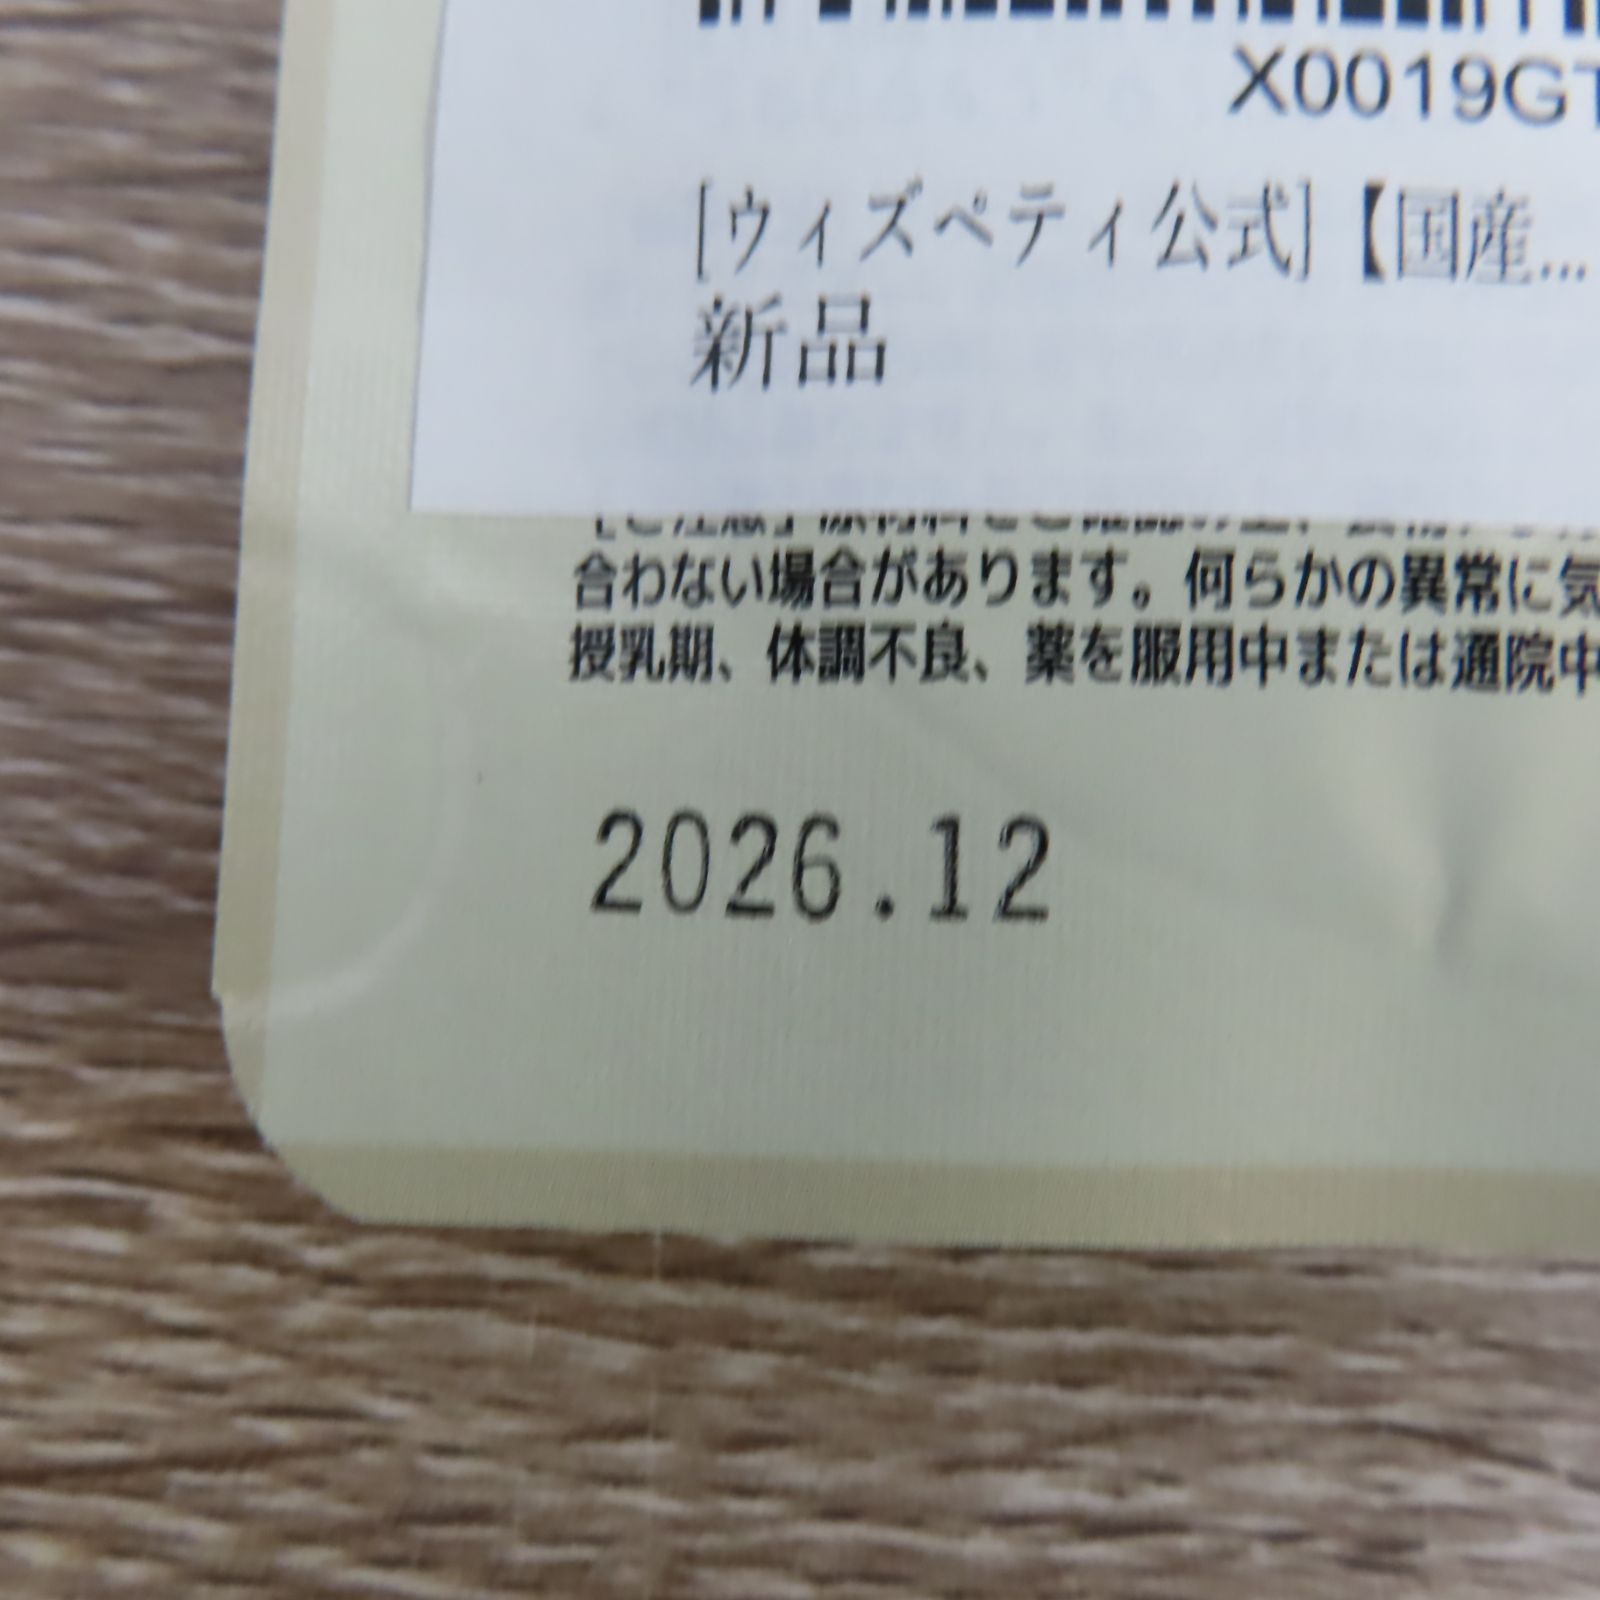 X0019GT
[ウィズペティ公式]【国産...
新品
合わない場合があります。何らかの異常に気
授乳期、体調不良、薬を服用中または通院中
2026.12